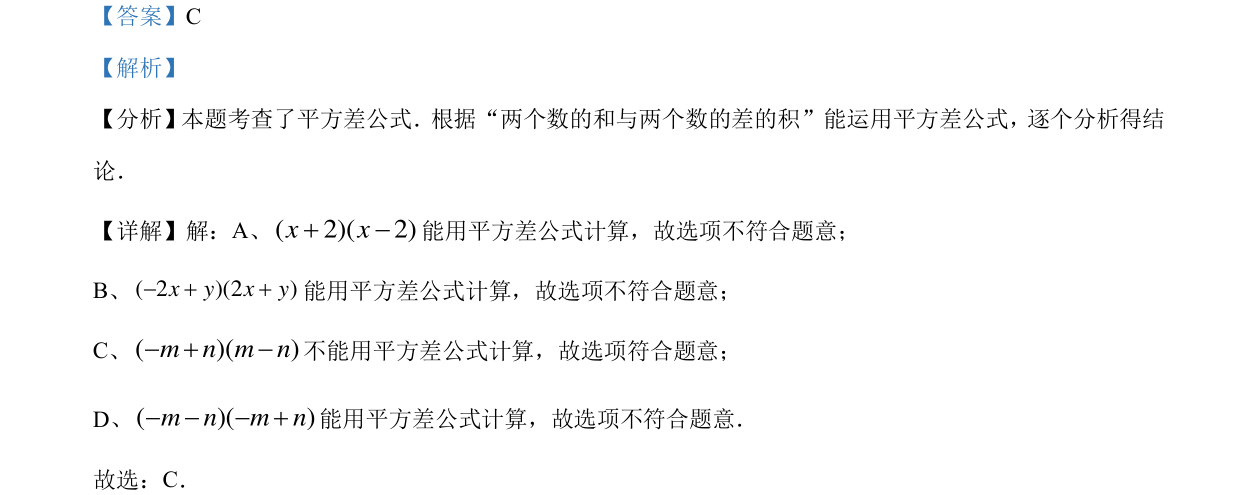 【答案】C
【解析】
【分析】本题考查了平方差公式．根据“两个数的和与两个数的差的积”能运用平方差公式，逐个分析得结
论．
【详解】解：A、(x+2)(x−2)能用平方差公式计算，故选项不符合题意；
B、(−2x+y)(2x+y)能用平方差公式计算，故选项不符合题意；
C、(−m+n)(m−n)不能用平方差公式计算，故选项符合题意；
D、(−m−n)(−m+n)能用平方差公式计算，故选项不符合题意．
故选：C．